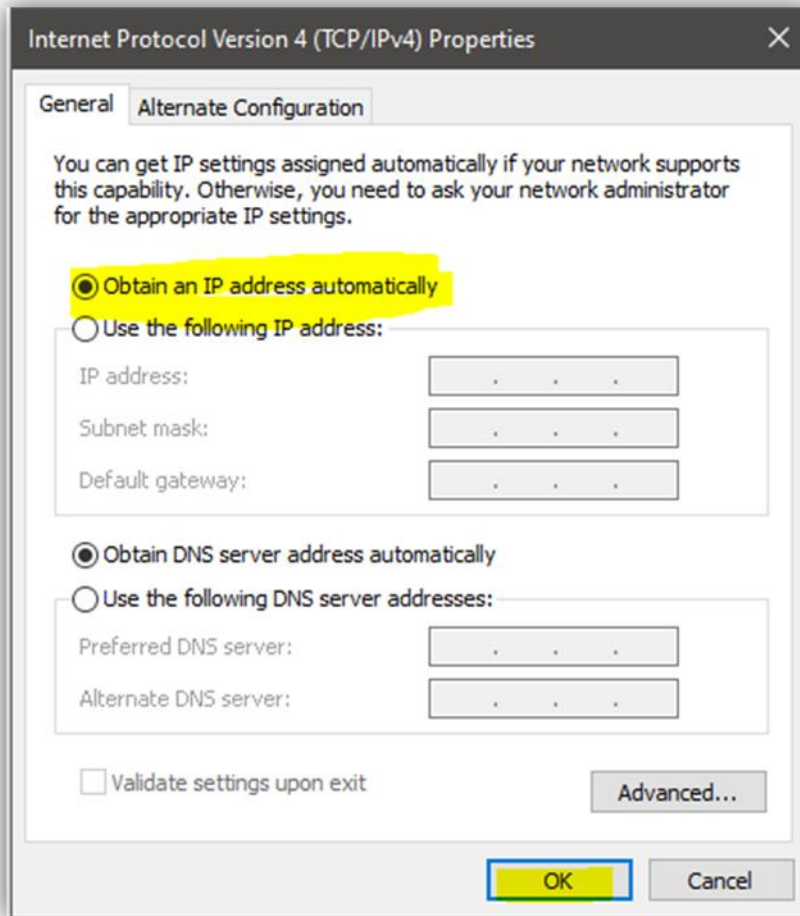 Internet Protocol Version 4 (TCP/IPv4) Properties
General
Alternate Configuration
You can get IP settings assigned automatically if your network supports
this capability. Otherwise, you need to ask your network administrator
for the appropriate IP settings.
Obtain an IP address automatically
Use the following IP address:
IP address:
Subnet mask:
Default gateway:
Obtain DNS server address automatically
Use the following DNS server addresses:
Preferred DNS server:
Alternate DNS server:
Validate settings upon exit
Advanced...
OK
Cancel